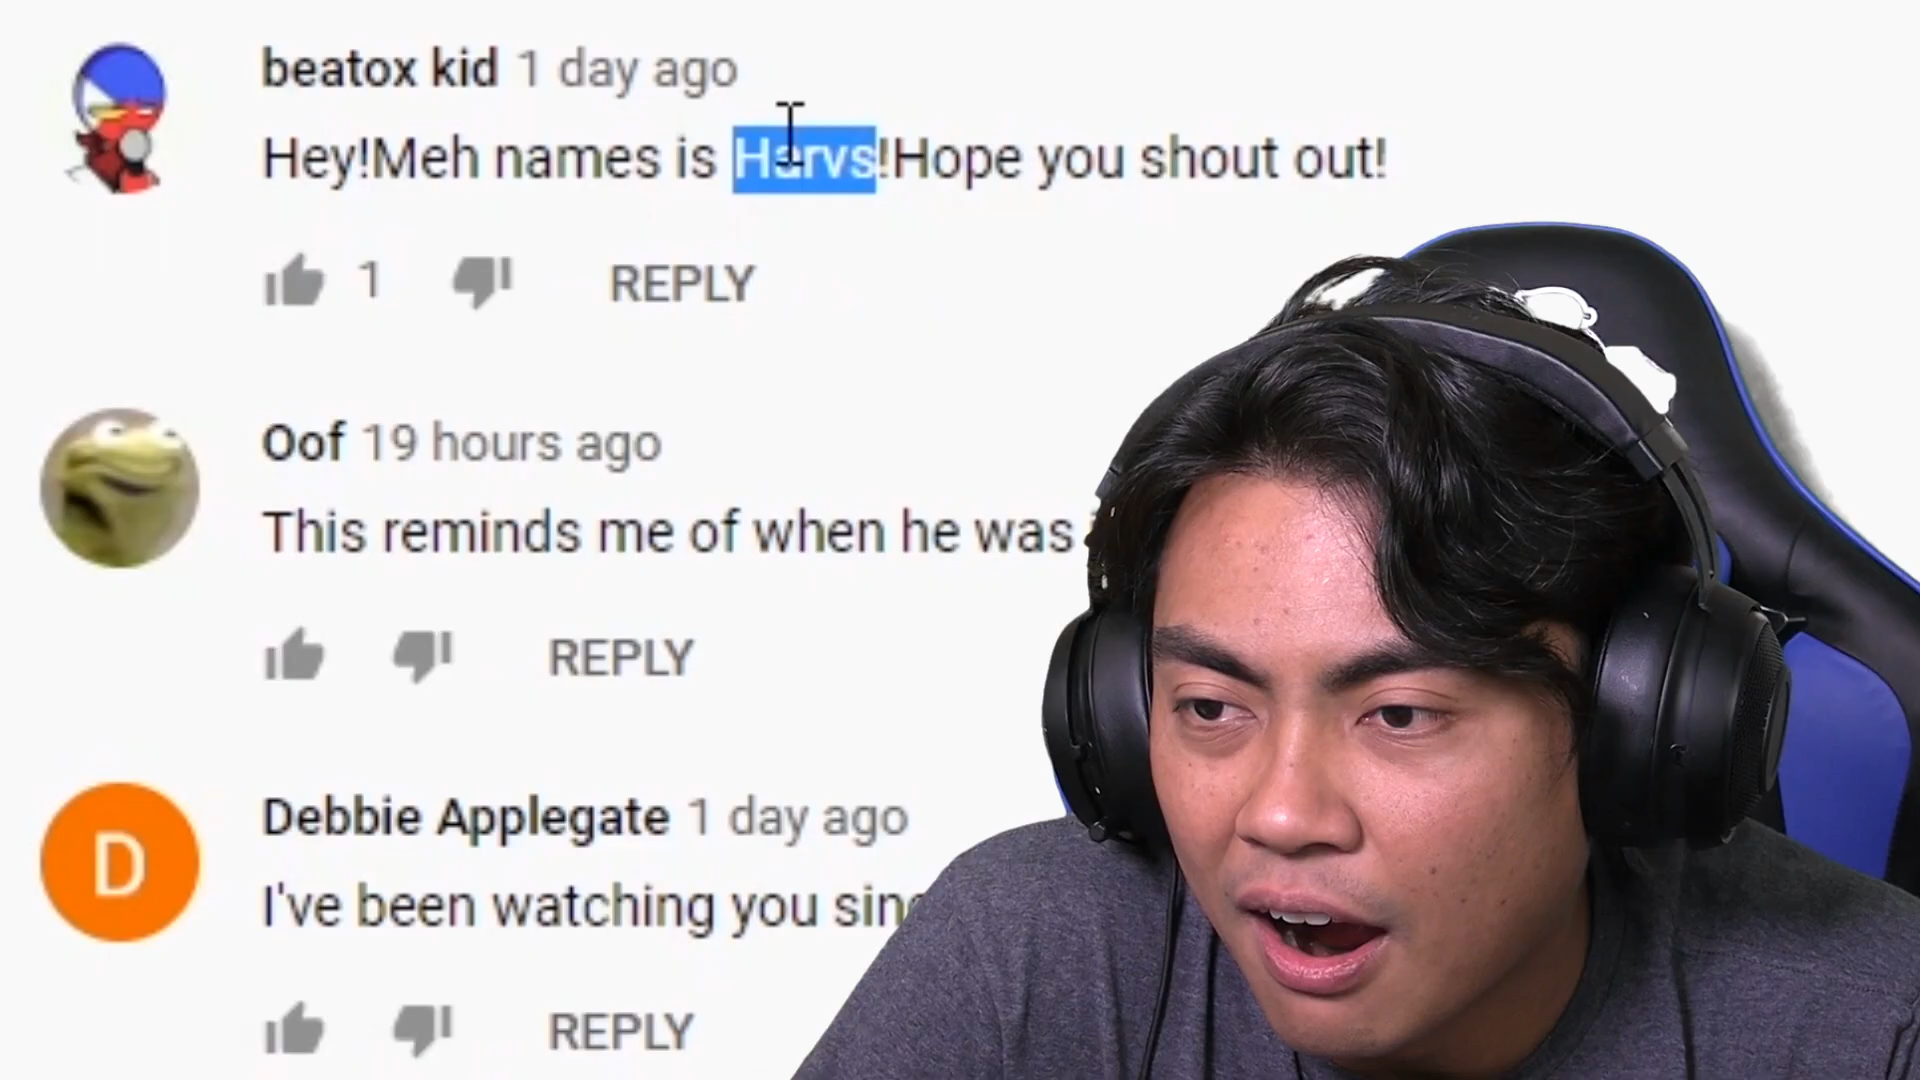 beatox kid 1 day ago
Hey!Meh names is Harvs!Hope you shout out!
1 REPLY
Oof 19 hours ago
This reminds me of when he was
REPLY
D
Debbie Applegate 1 day ago
I've been watching you
REPLY